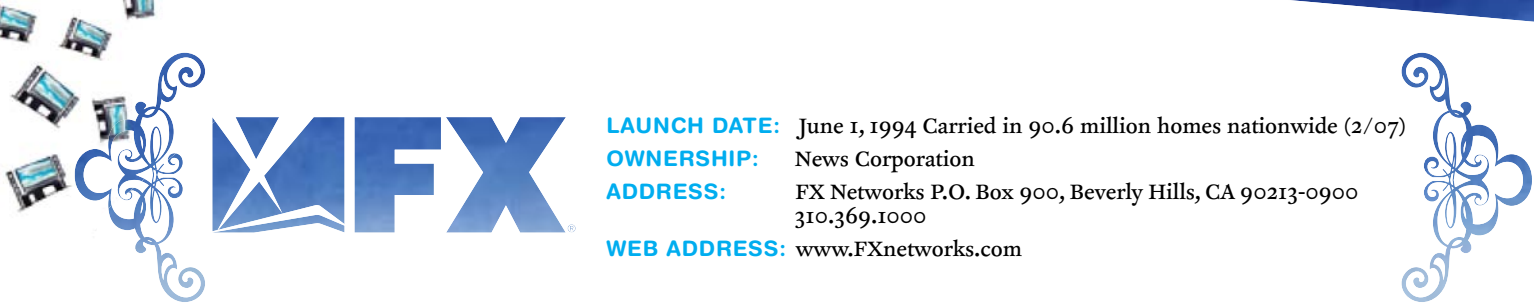 FX®
LAUNCH DATE: June 1, 1994 Carried in 90.6 million homes nationwide (2/07)
OWNERSHIP: News Corporation
ADDRESS: FX Networks P.O. Box 900, Beverly Hills, CA 90213-0900
310.369.1000
WEB ADDRESS: www.FXnetworks.com